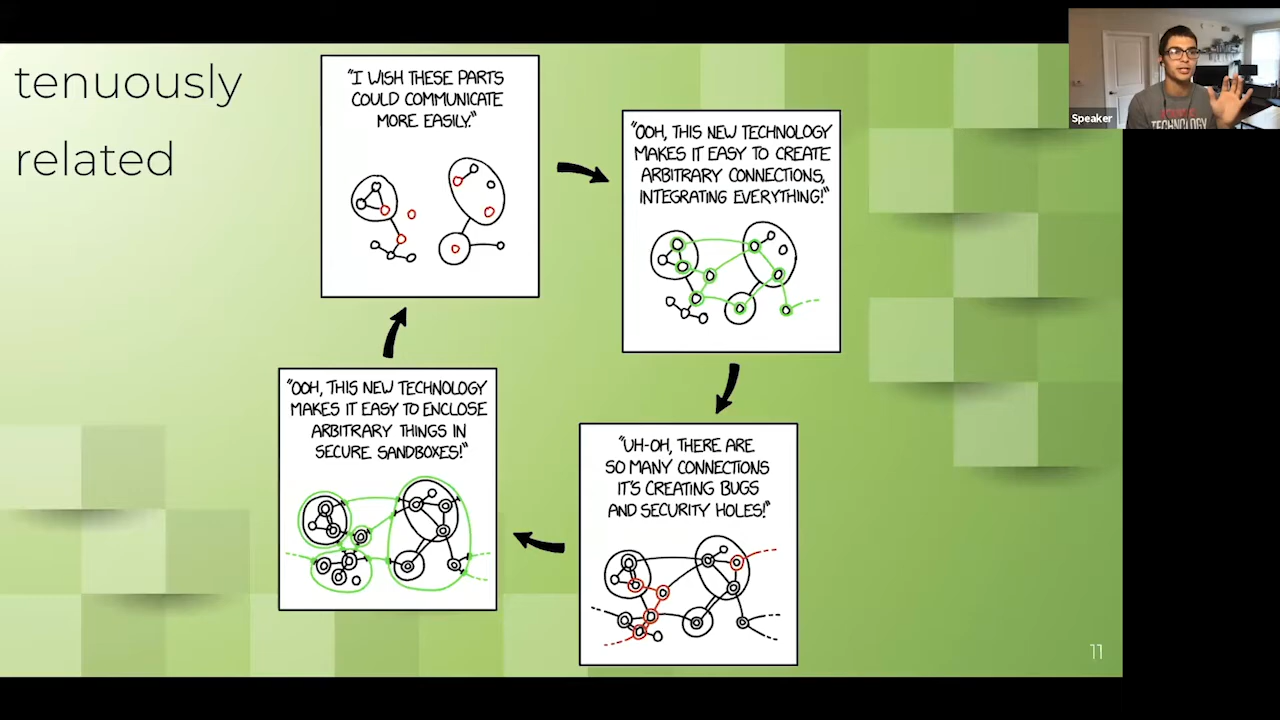 tenuously
related
"I WISH THESE PARTS
COULD COMMUNICATE
MORE EASILY."
"OOH, THIS NEW TECHNOLOGY
MAKES IT EASY TO CREATE
ARBITRARY CONNECTIONS,
INTEGRATING EVERYTHING!"
"UH-OH, THERE ARE
SO MANY CONNECTIONS
IT'S CREATING BUGS
AND SECURITY HOLES!"
"OOH, THIS NEW TECHNOLOGY
MAKES IT EASY TO ENCLOSE
ARBITRARY THINGS IN
SECURE SANDBOXES!"
11
Speaker
TECHNOLOGY